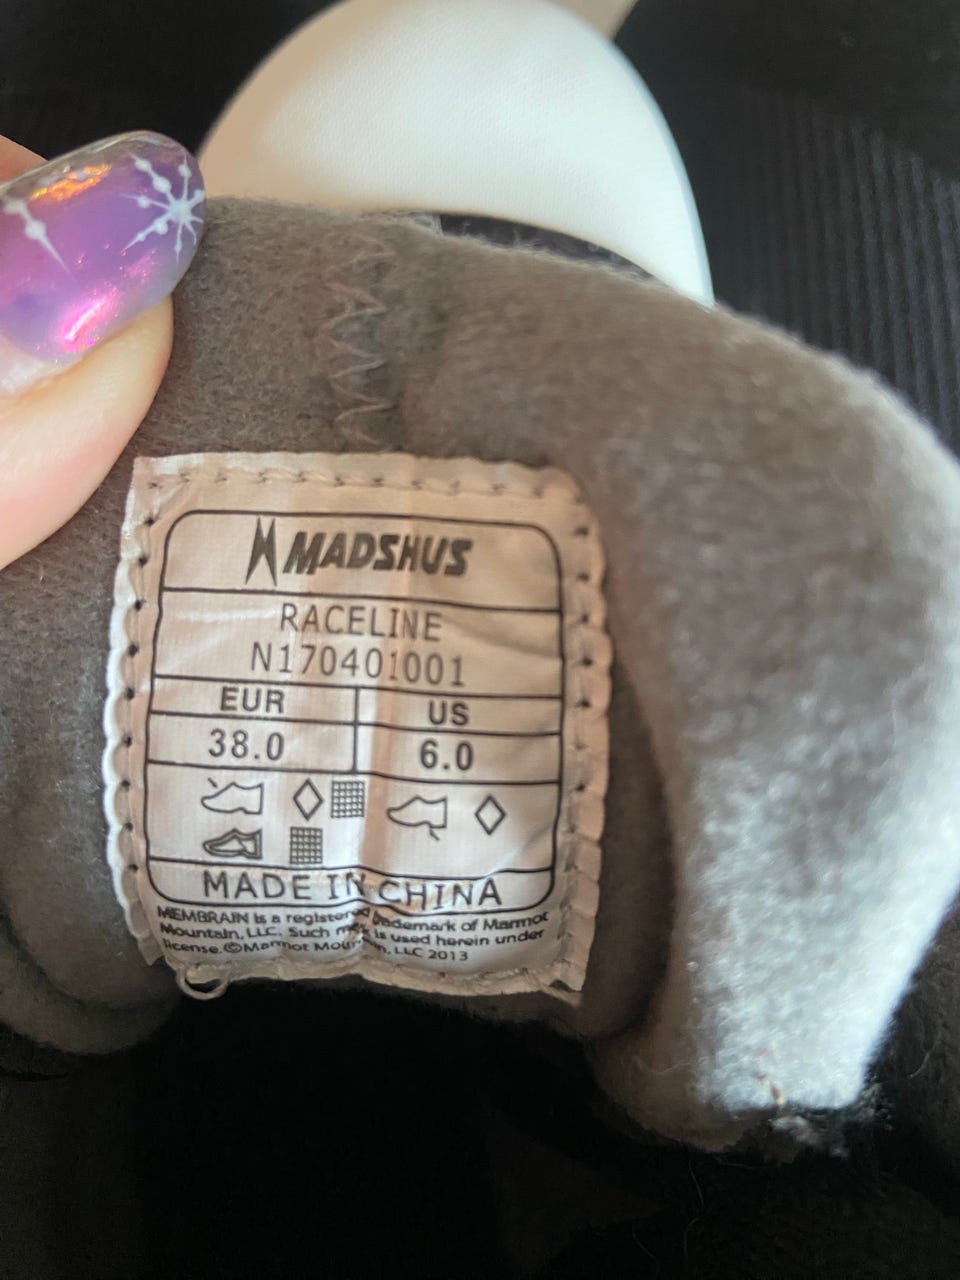 MADSHUS
RACELINE
N170401001
EUR US
38.0 6.0
MADE IN CHINA
MEMBRAIN is a registered trademark of Marmot
Mountain, LLC. Such mark is used herein under
license.©Marmot Mountain, LLC 2013